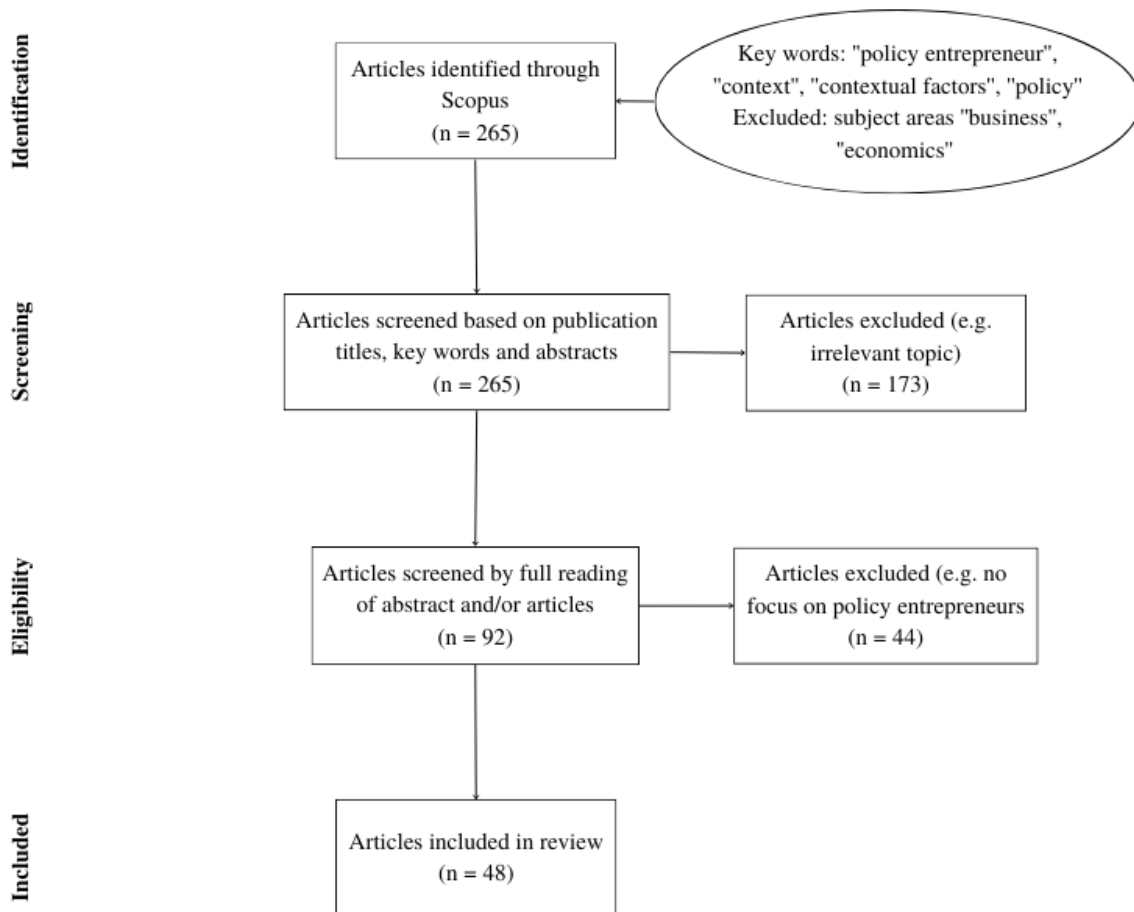 Identification
Articles identified through
Scopus
(n = 265)
Key words: "policy entrepreneur",
"context", "contextual factors", "policy"
Excluded: subject areas "business",
"economics"
Screening
Articles screened based on publication
titles, key words and abstracts
(n = 265)
Articles excluded (e.g.
irrelevant topic)
(n = 173)
Eligibility
Articles screened by full reading
of abstract and/or articles
(n = 92)
Articles excluded (e.g. no
focus on policy entrepreneurs
(n = 44)
Included
Articles included in review
(n = 48)